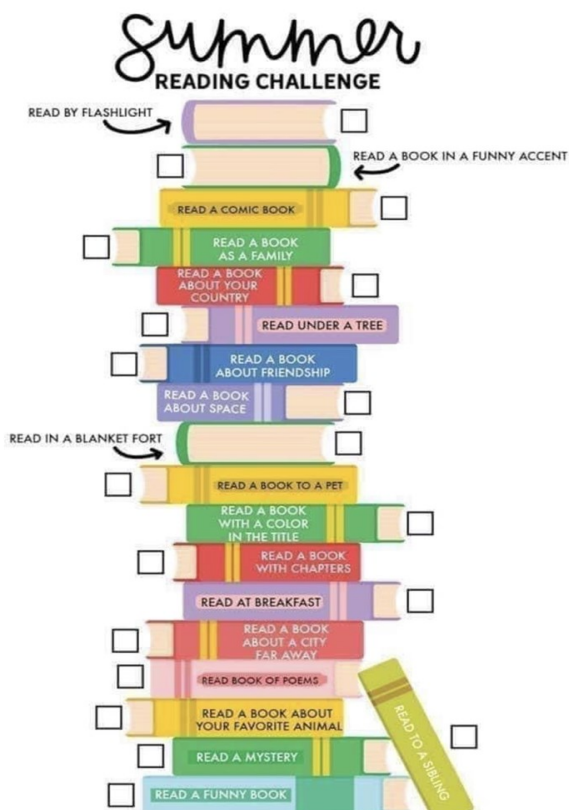 summer
READING CHALLENGE
READ BY FLASHLIGHT
READ A BOOK IN A FUNNY ACCENT
READ A COMIC BOOK
READ A BOOK
AS A FAMILY
READ A BOOK
ABOUT YOUR
COUNTRY
READ UNDER A TREE
READ A BOOK
ABOUT FRIENDSHIP
READ A BOOK
ABOUT SPACE
READ IN A BLANKET FORT
READ A BOOK TO A PET
READ A BOOK
WITH A COLOR
IN THE TITLE
READ A BOOK
WITH CHAPTERS
READ AT BREAKFAST
READ A BOOK
ABOUT A CITY
FAR AWAY
READ BOOK OF POEMS
READ A BOOK ABOUT
YOUR FAVORITE ANIMAL
READ TO A SIBLING
READ A MYSTERY
READ A FUNNY BOOK